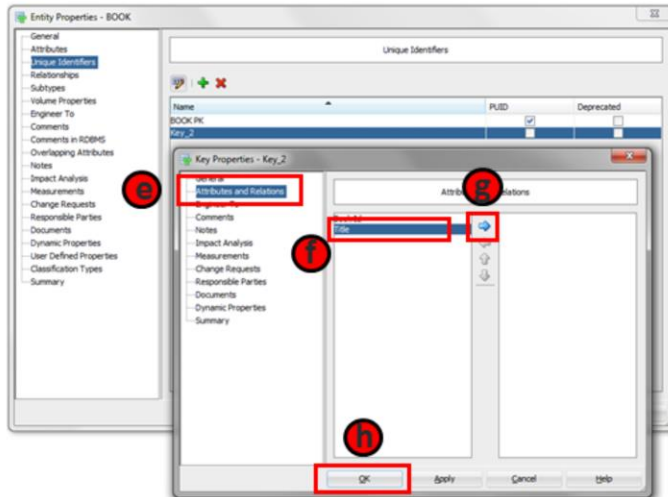 Entity Properties - BOOK
General
Attributes
Unique Identifiers
Relationships
Subtypes
Volume Properties
Engineer To
Comments
Comments in RDBMS
Overlapping Attributes
Notes
Impact Analysis
Measurements
Change Requests
Responsible Parties
Documents
Dynamic Properties
User Defined Properties
Classification Types
Summary
Unique Identifiers
Name
PUID
Deprecated
BOOK PK
Key_2
Key Properties - Key_2
General
Attributes and Relations
Engineer To
Comments
Notes
Impact Analysis
Measurements
Change Requests
Responsible Parties
Documents
Dynamic Properties
Summary
Title
OK
Apply
Cancel
Help
e
f
g
h